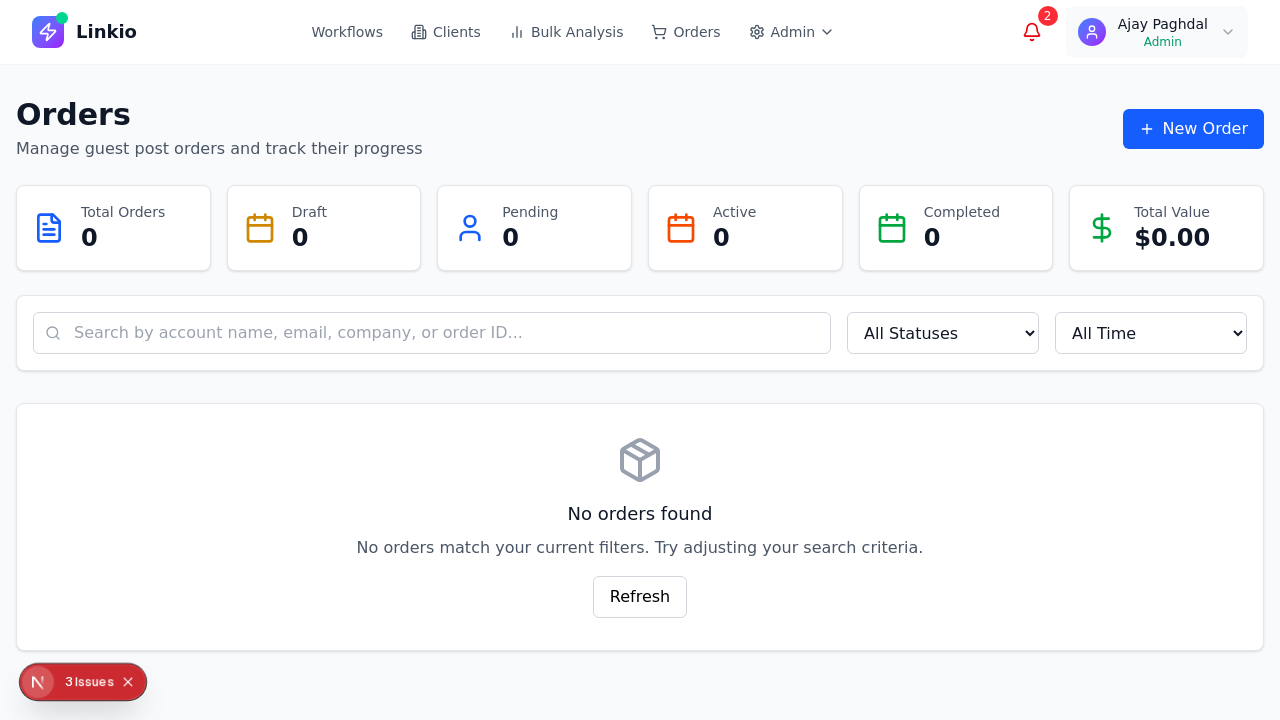 Linkio
Workflows
Clients
Bulk Analysis
Orders
Admin
2
Ajay Paghdal
Admin
Orders
Manage guest post orders and track their progress
New Order
Total Orders
0
Draft
0
Pending
0
Active
0
Completed
0
Total Value
$0.00
Search by account name, email, company, or order ID...
All Statuses
All Time
No orders found
No orders match your current filters. Try adjusting your search criteria.
Refresh
N
3 Issues